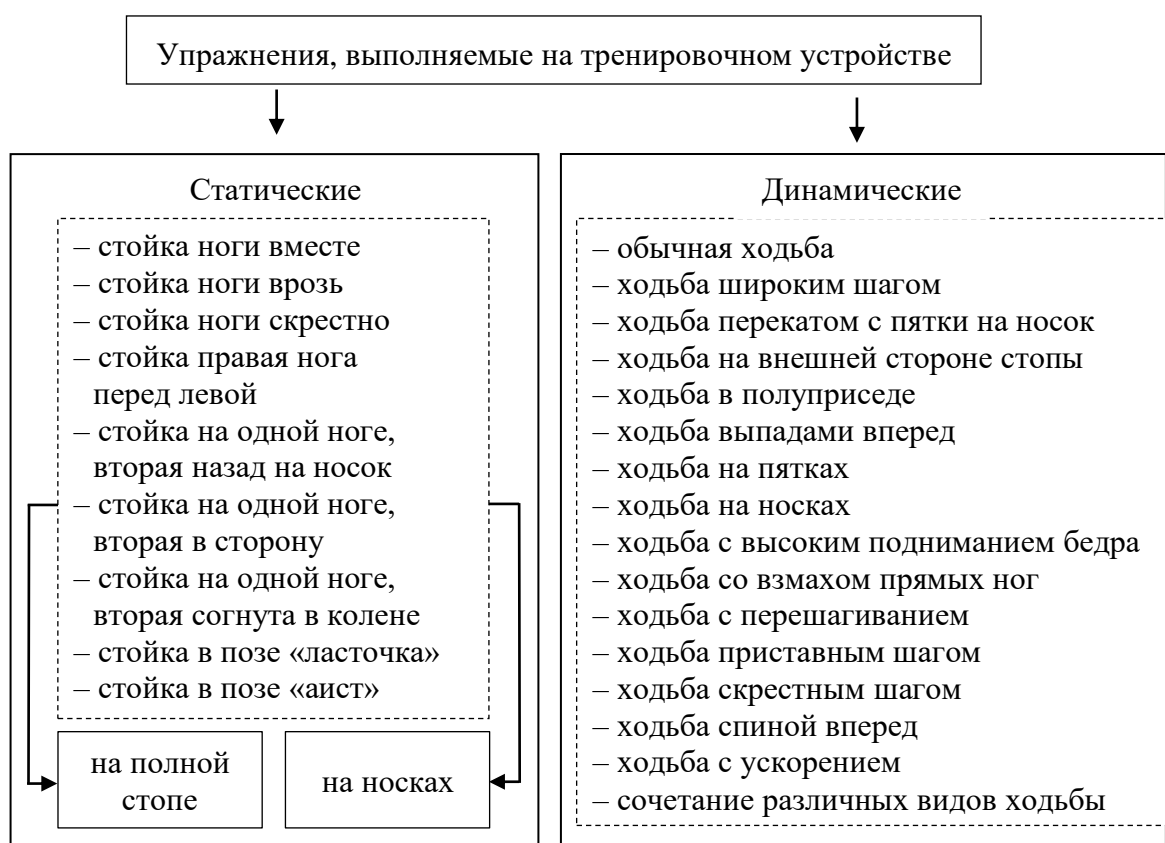 Упражнения, выполняемые на тренировочном устройстве
Статические
– стойка ноги вместе
– стойка ноги врозь
– стойка ноги скрестно
– стойка правая нога
перед левой
– стойка на одной ноге,
вторая назад на носок
– стойка на одной ноге,
вторая в сторону
– стойка на одной ноге,
вторая согнута в колене
– стойка в позе «ласточка»
– стойка в позе «аист»
на полной
стопе
на носках
Динамические
– обычная ходьба
– ходьба широким шагом
– ходьба перекатом с пятки на носок
– ходьба на внешней стороне стопы
– ходьба в полуприседе
– ходьба выпадами вперед
– ходьба на пятках
– ходьба на носках
– ходьба с высоким подниманием бедра
– ходьба со взмахом прямых ног
– ходьба с перешагиванием
– ходьба приставным шагом
– ходьба скрестным шагом
– ходьба спиной вперед
– ходьба с ускорением
– сочетание различных видов ходьбы